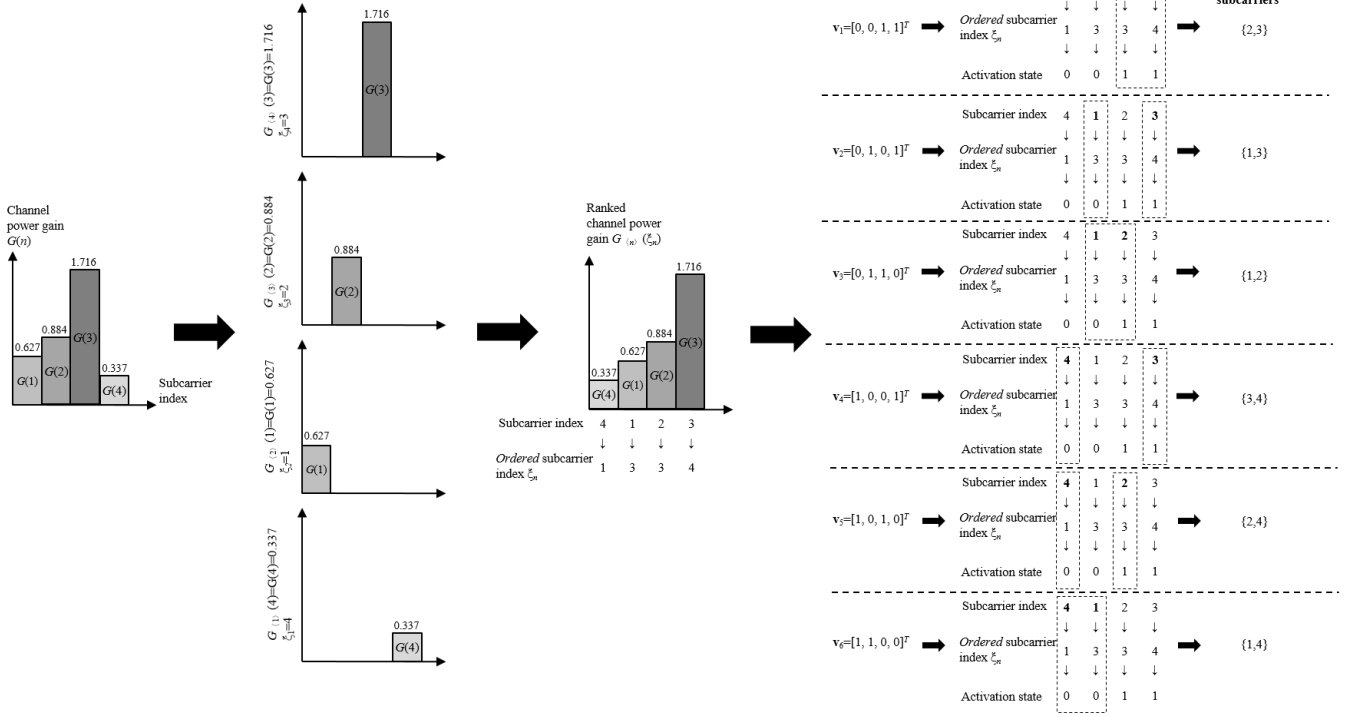 Channel
power gain
G(n)
1.716
0.884
0.627
0.337
G(1)
G(2)
G(3)
G(4)
Subcarrier
index
G ⟨4⟩ (3)=G(3)=1.716
ξ4=3
1.716
G(3)
G ⟨3⟩ (2)=G(2)=0.884
ξ3=2
0.884
G(2)
G ⟨2⟩ (1)=G(1)=0.627
ξ2=1
0.627
G(1)
G ⟨1⟩ (4)=G(4)=0.337
ξ1=4
0.337
G(4)
Ranked
channel power
gain G ⟨n⟩ (ξn)
1.716
0.884
0.627
0.337
G(4)
G(1)
G(2)
G(3)
Subcarrier index 4 1 2 3
↓ ↓ ↓ ↓
Ordered subcarrier
index ξn 1 3 3 4
subcarriers
↓ ↓ ↓ ↓
v1=[0, 0, 1, 1]T Ordered subcarrier
index ξn 1 3 3 4 {2,3}
↓ ↓ ↓ ↓
Activation state 0 0 1 1
Subcarrier index 4 1 2 3
↓ ↓ ↓ ↓
v2=[0, 1, 0, 1]T Ordered subcarrier
index ξn 1 3 3 4 {1,3}
↓ ↓ ↓ ↓
Activation state 0 0 1 1
Subcarrier index 4 1 2 3
↓ ↓ ↓ ↓
v3=[0, 1, 1, 0]T Ordered subcarrier
index ξn 1 3 3 4 {1,2}
↓ ↓ ↓ ↓
Activation state 0 0 1 1
Subcarrier index 4 1 2 3
↓ ↓ ↓ ↓
v4=[1, 0, 0, 1]T Ordered subcarrier
index ξn 1 3 3 4 {3,4}
↓ ↓ ↓ ↓
Activation state 0 0 1 1
Subcarrier index 4 1 2 3
↓ ↓ ↓ ↓
v5=[1, 0, 1, 0]T Ordered subcarrier
index ξn 1 3 3 4 {2,4}
↓ ↓ ↓ ↓
Activation state 0 0 1 1
Subcarrier index 4 1 2 3
↓ ↓ ↓ ↓
v6=[1, 1, 0, 0]T Ordered subcarrier
index ξn 1 3 3 4 {1,4}
↓ ↓ ↓ ↓
Activation state 0 0 1 1